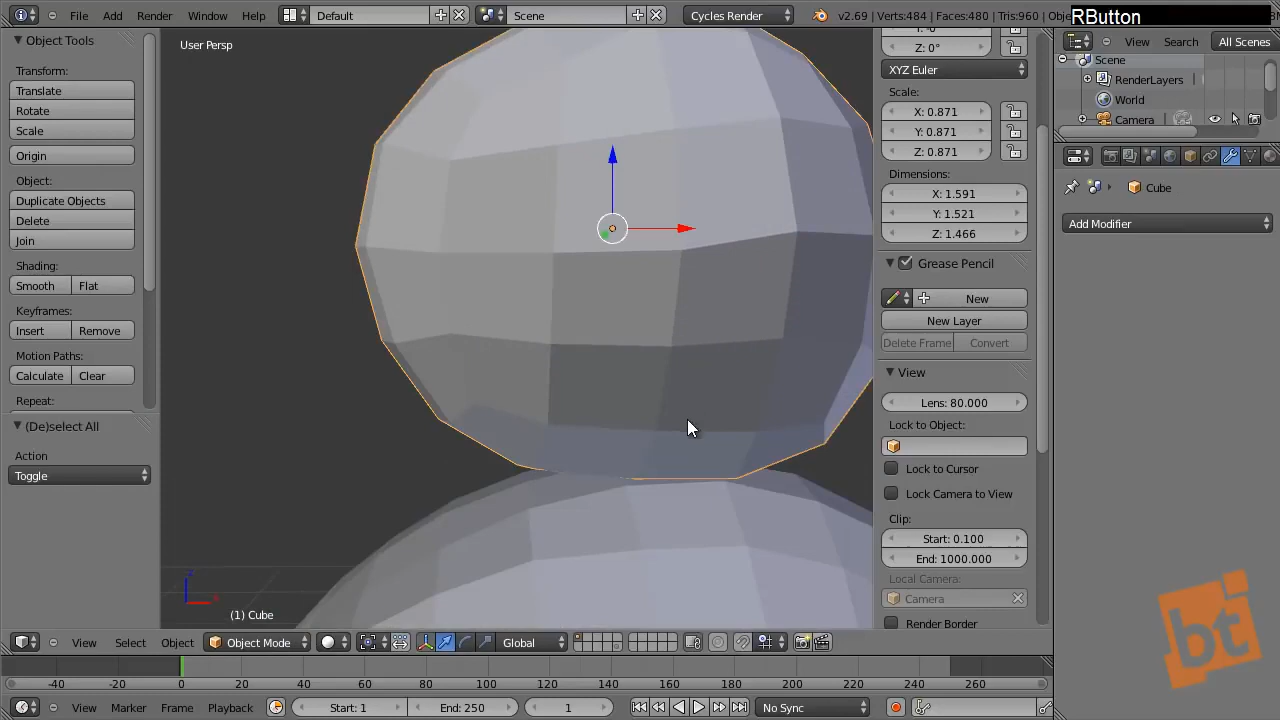 File Add Render Window Help Default Scene Cycles Render v2.69 | Verts:484 | Faces:480 | Tris:960 | Obje
RButton
Object Tools
User Persp
View Search All Scenes
Transform:
Translate
Rotate
Scale
Origin
Object:
Duplicate Objects
Delete
Join
Shading:
Smooth Flat
Keyframes:
Insert Remove
Motion Paths:
Calculate Clear
Repeat:
(De)select All
Action
Toggle
Z: 0°
XYZ Euler
Scale:
X: 0.871
Y: 0.871
Z: 0.871
Dimensions:
X: 1.591
Y: 1.521
Z: 1.466
Grease Pencil
New
New Layer
Delete Frame Convert
View
Lens: 80.000
Lock to Object:
Lock to Cursor
Lock Camera to View
Clip:
Start: 0.100
End: 1000.000
Local Camera:
Camera
Render Border
Scene
RenderLayers
World
Camera
Cube
Add Modifier
z
x
(1) Cube
View Select Object Object Mode Global
-40 -20 0 20 40 60 80 100 120 140 160 180 200 220 240 260
View Marker Frame Playback Start: 1 End: 250 1 No Sync
bt